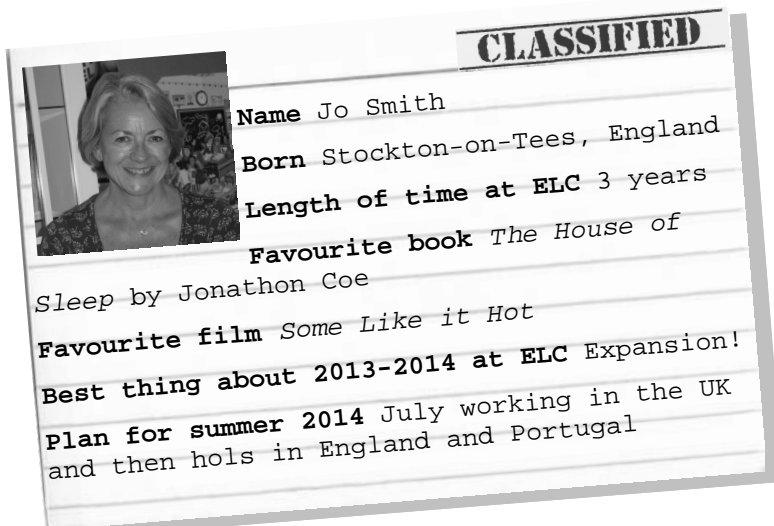 CLASSIFIED
Name Jo Smith
Born Stockton-on-Tees, England
Length of time at ELC 3 years
Favourite book The House of
Sleep by Jonathon Coe
Favourite film Some Like it Hot
Best thing about 2013-2014 at ELC Expansion!
Plan for summer 2014 July working in the UK
and then hols in England and Portugal